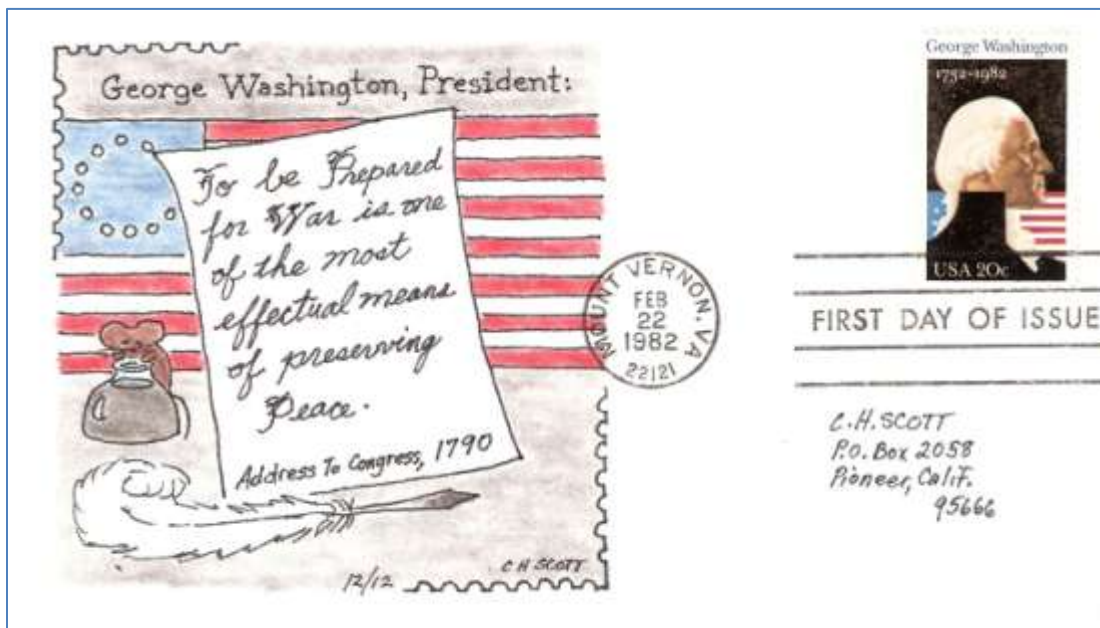 George Washington, President:
To be Prepared
for War is one
of the most
effectual means
of preserving
Peace.
Address To Congress, 1790
12/12
C H SCOTT
MOUNT VERNON, VA
FEB
22
1982
22121
George Washington
1732-1982
USA 20c
FIRST DAY OF ISSUE
C.H. SCOTT
P.O. Box 2058
Pioneer, Calif.
95666